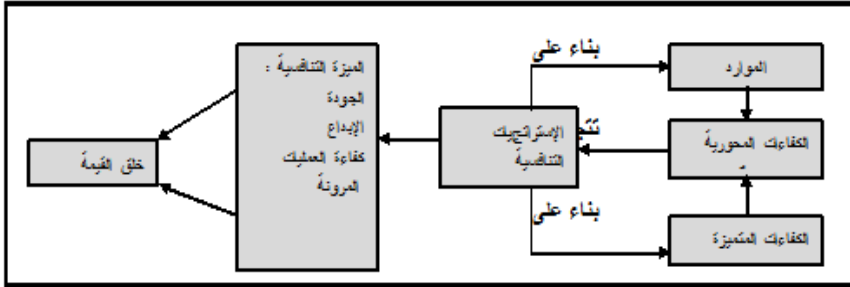 بناء على
الموارد
الميزة التنافسية :
الجودة
الإبداع
كفاءة العمليات
المرونة
الإستراتيجيات
التنافسية
الكفاءات المحورية
خلق القيمة
بناء على
الكفاءات المتميزة